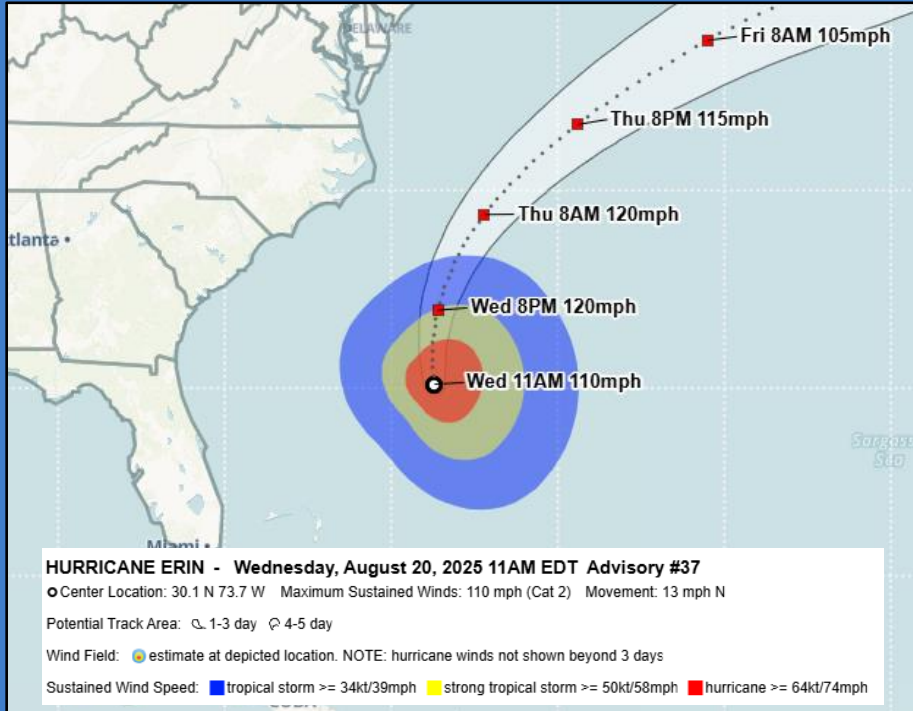 DELAWARE
Fri 8AM 105mph
Thu 8PM 115mph
Thu 8AM 120mph
Atlanta
Wed 8PM 120mph
Wed 11AM 110mph
Sargasso
Sea
Miami
HURRICANE ERIN - Wednesday, August 20, 2025 11AM EDT Advisory #37
Center Location: 30.1 N 73.7 W Maximum Sustained Winds: 110 mph (Cat 2) Movement: 13 mph N
Potential Track Area: 1-3 day 4-5 day
Wind Field: estimate at depicted location. NOTE: hurricane winds not shown beyond 3 days
Sustained Wind Speed: tropical storm >= 34kt/39mph strong tropical storm >= 50kt/58mph hurricane >= 64kt/74mph